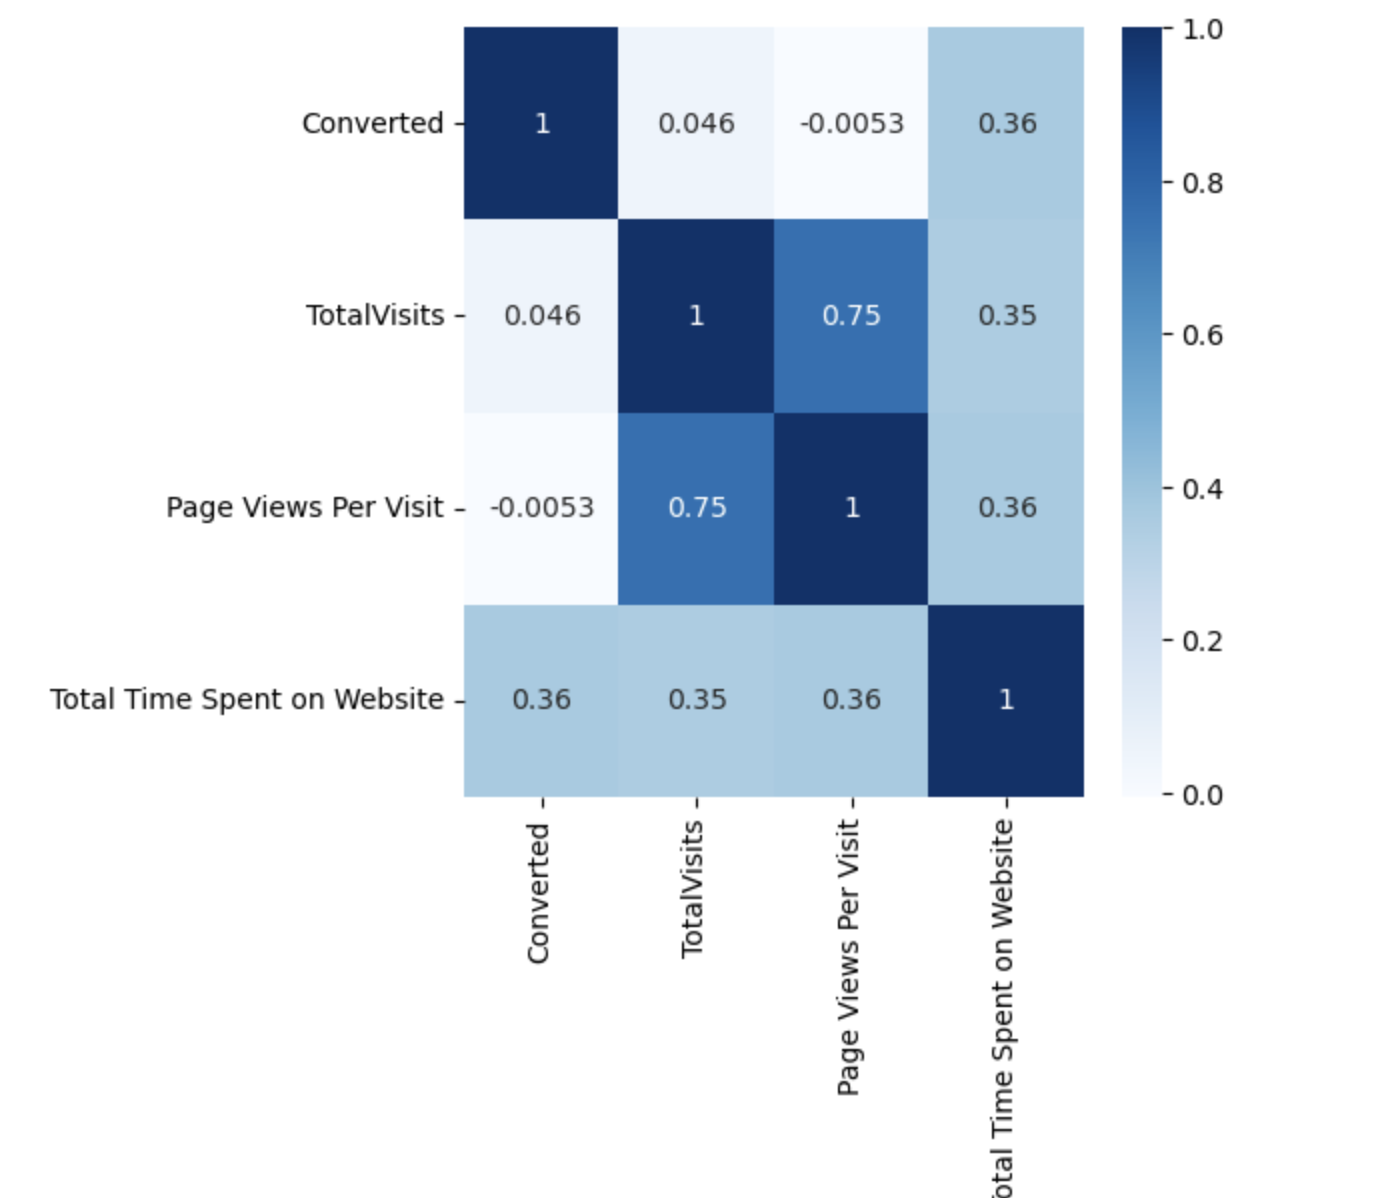 1.0
Converted 1 0.046 -0.0053 0.36
0.8
TotalVisits 0.046 1 0.75 0.35
0.6
Page Views Per Visit -0.0053 0.75 1 0.36
0.4
0.2
Total Time Spent on Website 0.36 0.35 0.36 1
0.0
Converted
TotalVisits
Page Views Per Visit
otal Time Spent on Website